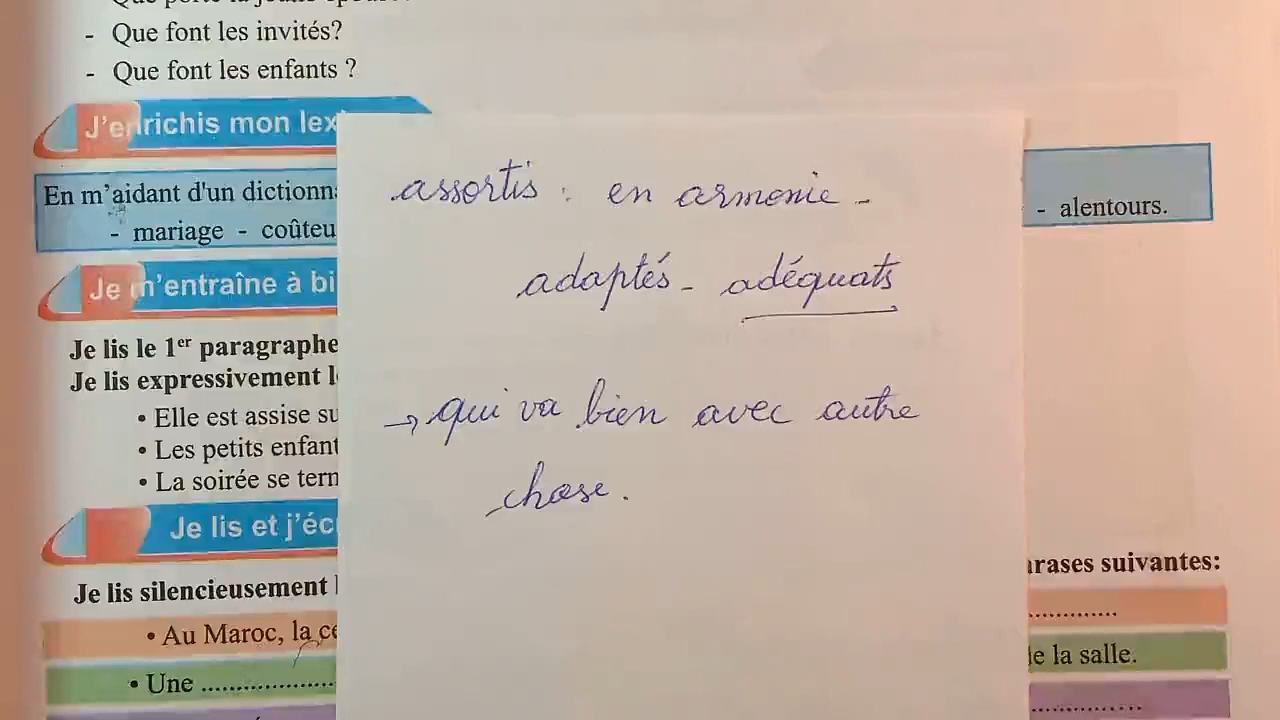 - Que font les invités?
- Que font les enfants ?
J'enrichis mon lex
En m'aidant d'un dictionn
- mariage - coûteu
- alentours.
Je m'entraîne à bi
Je lis le 1er paragraphe
Je lis expressivement l
• Elle est assise su
• Les petits enfant
• La soirée se term
Je lis et j'éc
Je lis silencieusement
• Au Maroc, la cé
• Une ....................
assortis : en armonie -
adaptés - adéquats
→ qui va bien avec autre
chose.
rases suivantes:
de la salle.